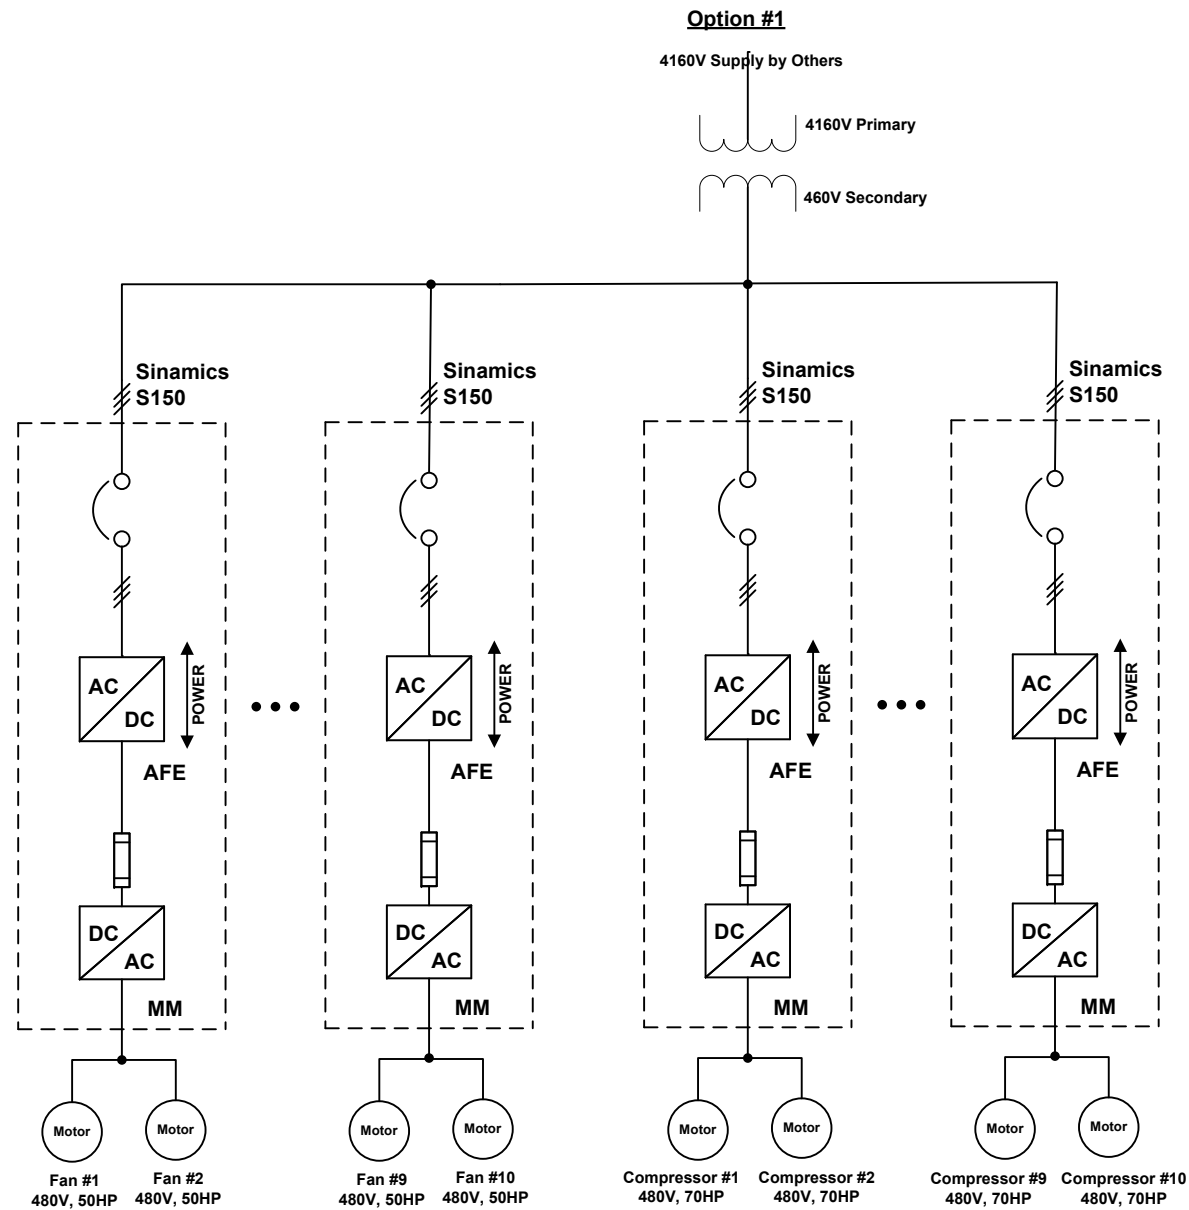 Option #1
4160V Supply by Others
4160V Primary
460V Secondary
Sinamics
S150
Sinamics
S150
Sinamics
S150
Sinamics
S150
AC
DC
POWER
AFE
DC
AC
MM
AC
DC
POWER
AFE
DC
AC
MM
AC
DC
POWER
AFE
DC
AC
MM
AC
DC
POWER
AFE
DC
AC
MM
Motor
Motor
Motor
Motor
Motor
Motor
Motor
Motor
Fan #1
480V, 50HP
Fan #2
480V, 50HP
Fan #9
480V, 50HP
Fan #10
480V, 50HP
Compressor #1
480V, 70HP
Compressor #2
480V, 70HP
Compressor #9
480V, 70HP
Compressor #10
480V, 70HP